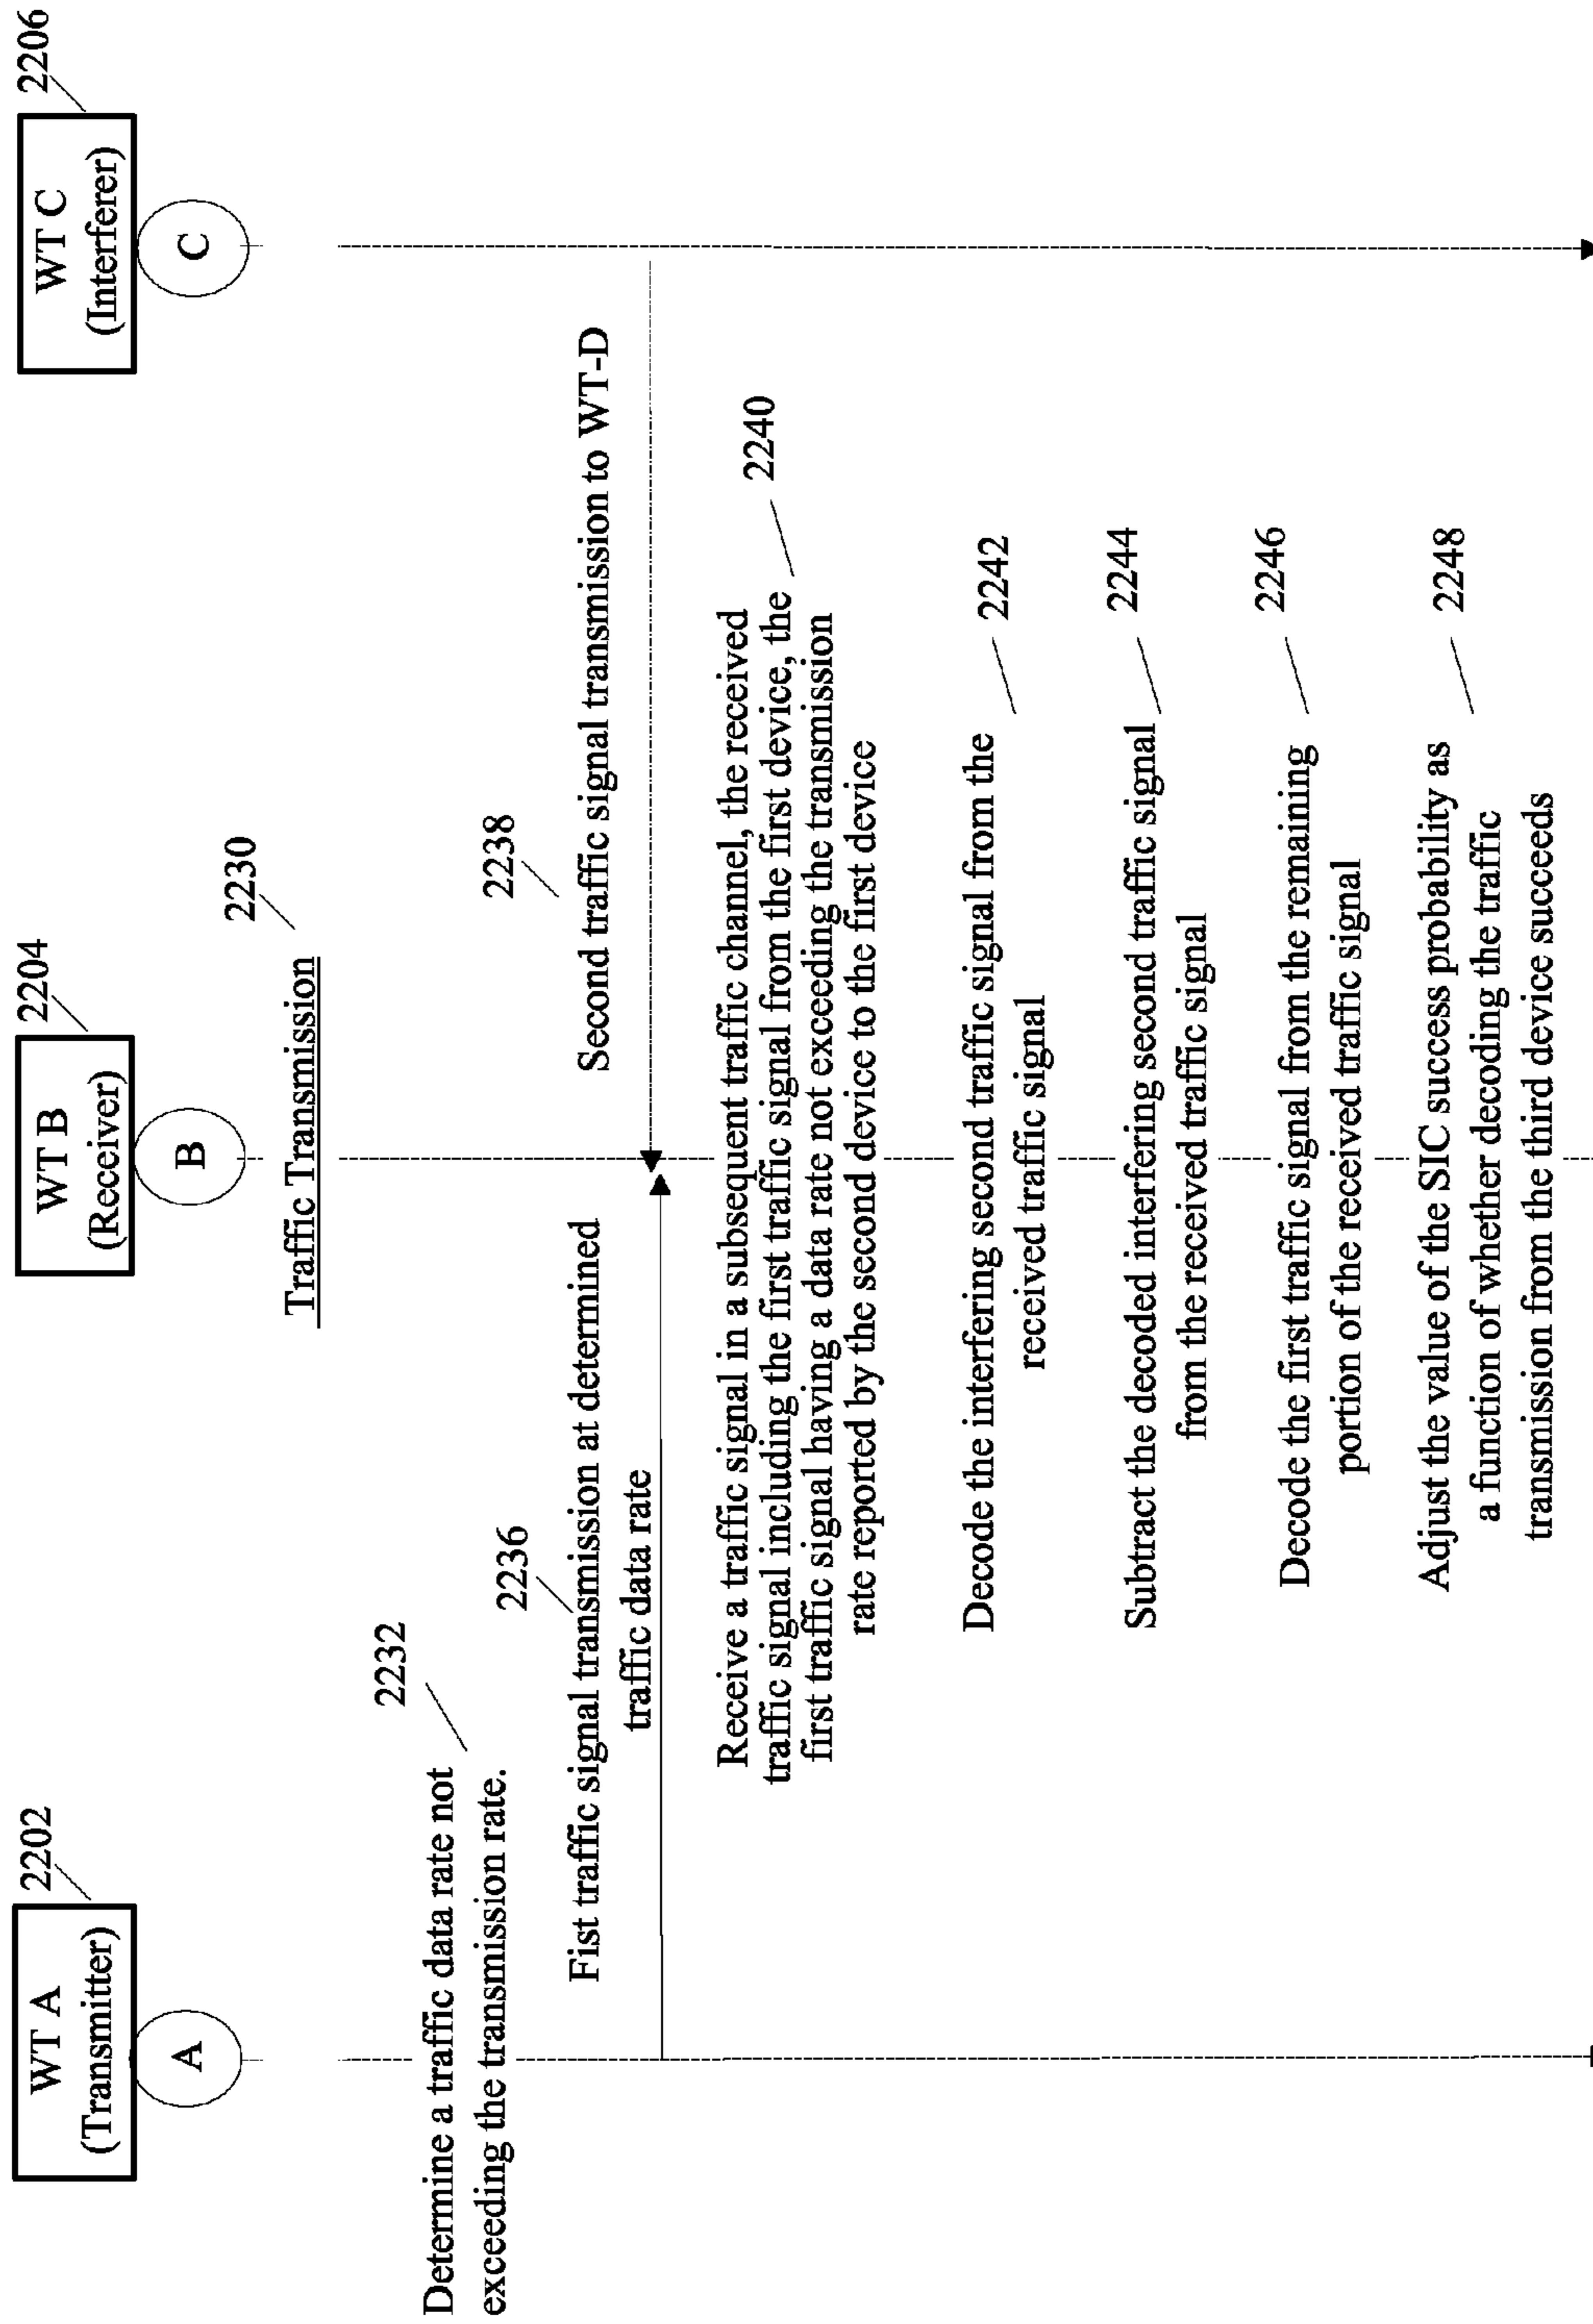 2202
WT A
(Transmitter)
A
2204
WT B
(Receiver)
B
2206
WT C
(Interferer)
C
2230
Traffic Transmission
2232
Determine a traffic data rate not
exceeding the transmission rate.
2236
Fist traffic signal transmission at determined
traffic data rate
2238
Second traffic signal transmission to WT-D
2240
Receive a traffic signal in a subsequent traffic channel, the received
traffic signal including the first traffic signal from the first device, the
first traffic signal having a data rate not exceeding the transmission
rate reported by the second device to the first device
2242
Decode the interfering second traffic signal from the
received traffic signal
2244
Subtract the decoded interfering second traffic signal
from the received traffic signal
2246
Decode the first traffic signal from the remaining
portion of the received traffic signal
2248
Adjust the value of the SIC success probability as
a function of whether decoding the traffic
transmission from the third device succeeds